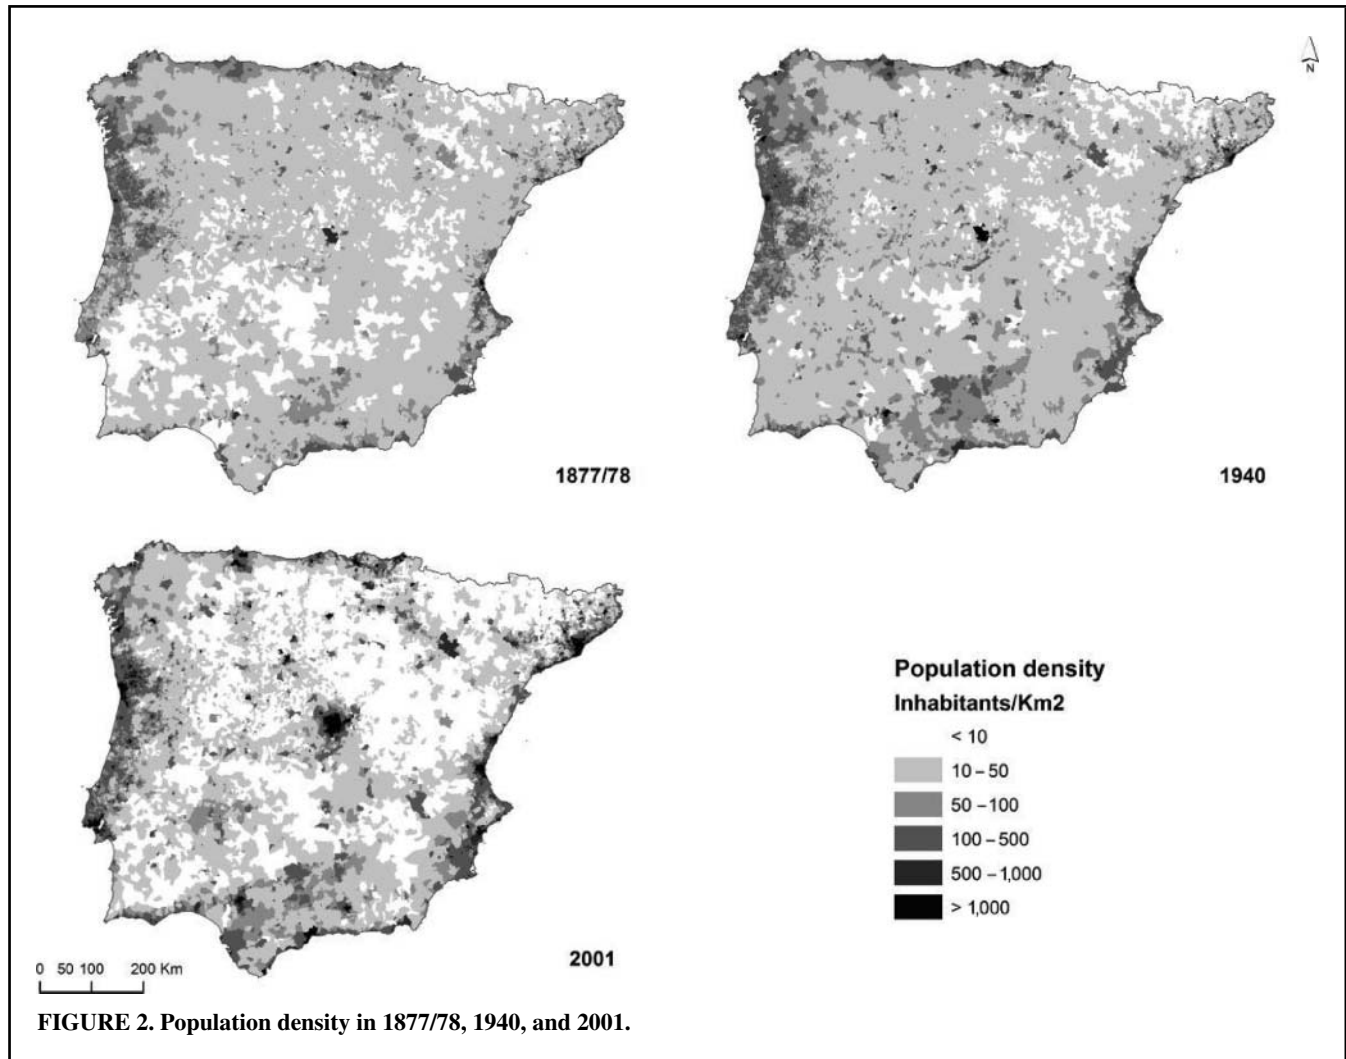 N
1877/78
1940
2001
Population density
Inhabitants/Km2
< 10
10 – 50
50 – 100
100 – 500
500 – 1,000
> 1,000
0 50 100 200 Km
FIGURE 2. Population density in 1877/78, 1940, and 2001.